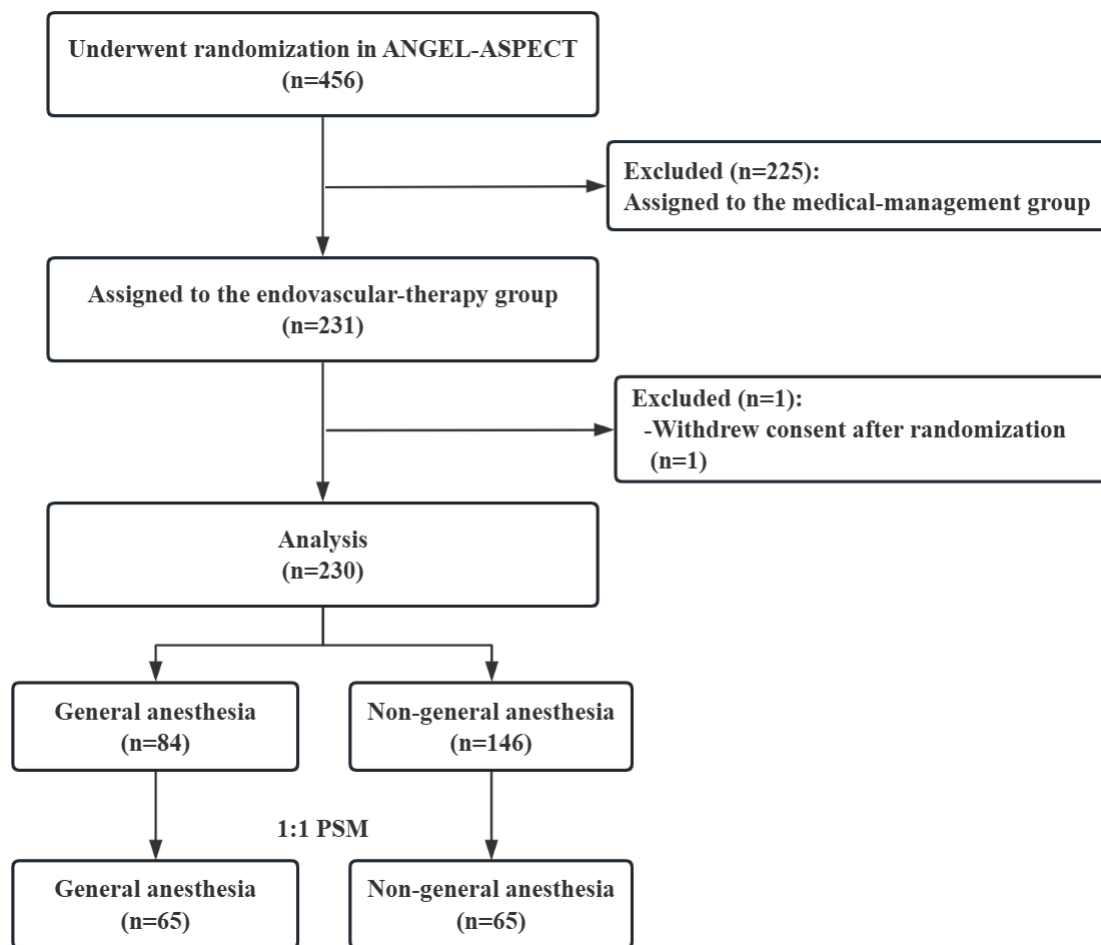 Underwent randomization in ANGEL-ASPECT
(n=456)
Excluded (n=225):
Assigned to the medical-management group
Assigned to the endovascular-therapy group
(n=231)
Excluded (n=1):
-Withdrew consent after randomization
(n=1)
Analysis
(n=230)
General anesthesia
(n=84)
Non-general anesthesia
(n=146)
1:1 PSM
General anesthesia
(n=65)
Non-general anesthesia
(n=65)